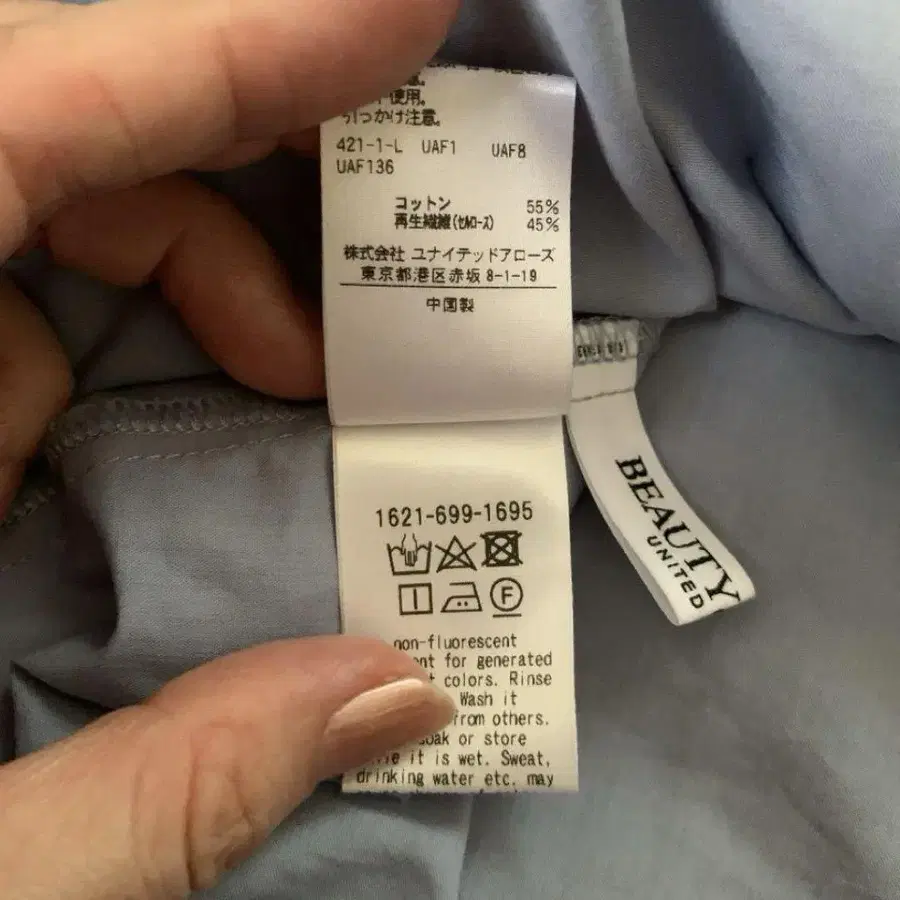 意。
使用。
引っかけ注意。
421-1-L UAF1 UAF8
UAF136
コットン 55%
再生繊維(セルロース) 45%
株式会社 ユナイテッドアローズ
東京都港区赤坂 8-1-19
中国製
BEAUTY
UNITED
1621-699-1695
F
non-fluorescent
for generated
colors. Rinse
Wash it
from others.
or store
it is wet. Sweat,
drinking water etc. may